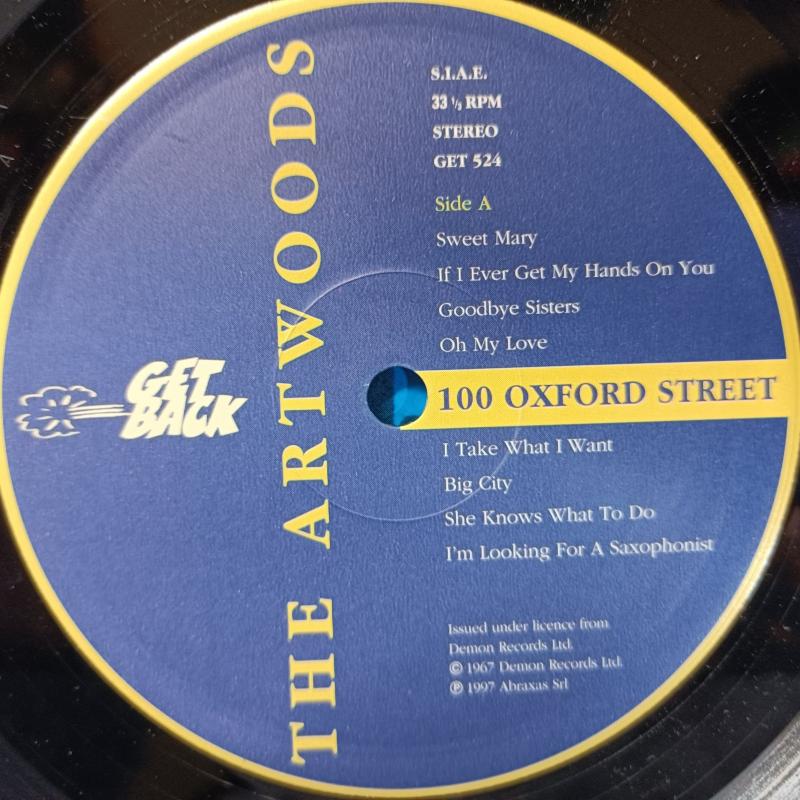 THE ARTWOODS
GET
BACK
S.I.A.E.
33 ⅓ RPM
STEREO
GET 524
Side A
Sweet Mary
If I Ever Get My Hands On You
Goodbye Sisters
Oh My Love
100 OXFORD STREET
I Take What I Want
Big City
She Knows What To Do
I'm Looking For A Saxophonist
Issued under licence from
Demon Records Ltd.
© 1967 Demon Records Ltd.
℗ 1997 Abraxas Srl